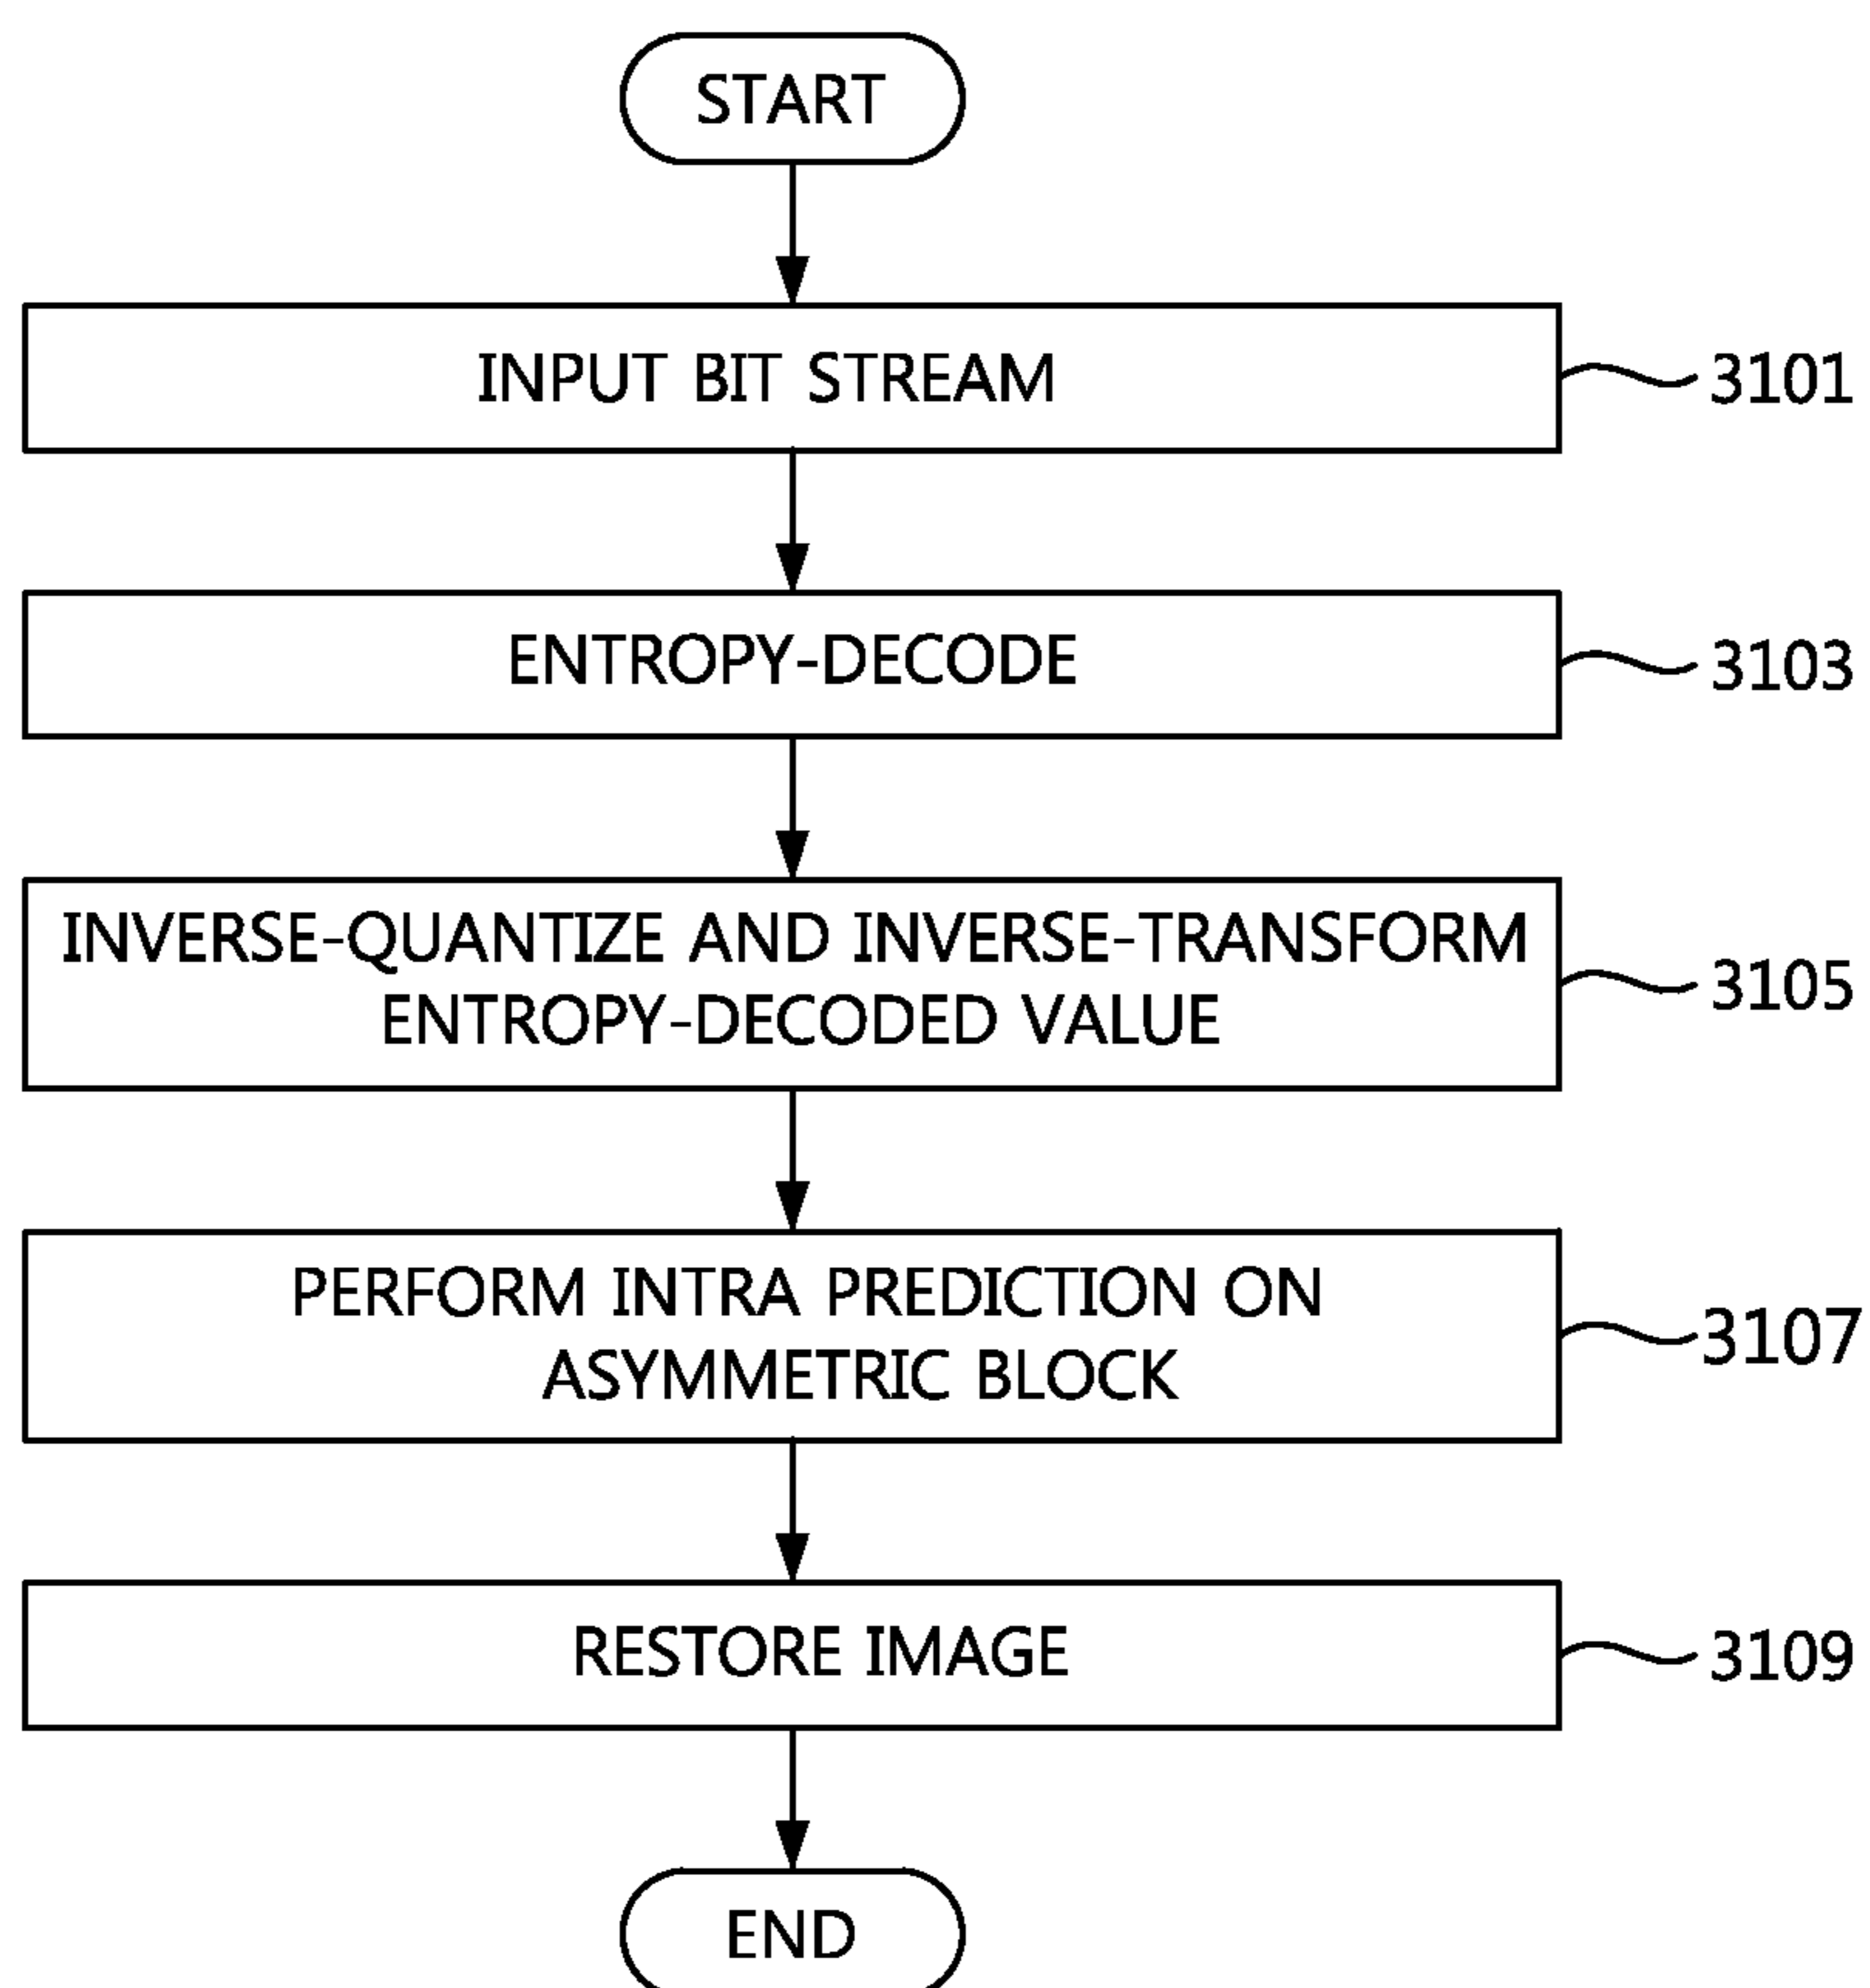 START
INPUT BIT STREAM
3101
ENTROPY-DECODE
3103
INVERSE-QUANTIZE AND INVERSE-TRANSFORM
ENTROPY-DECODED VALUE
3105
PERFORM INTRA PREDICTION ON
ASYMMETRIC BLOCK
3107
RESTORE IMAGE
3109
END